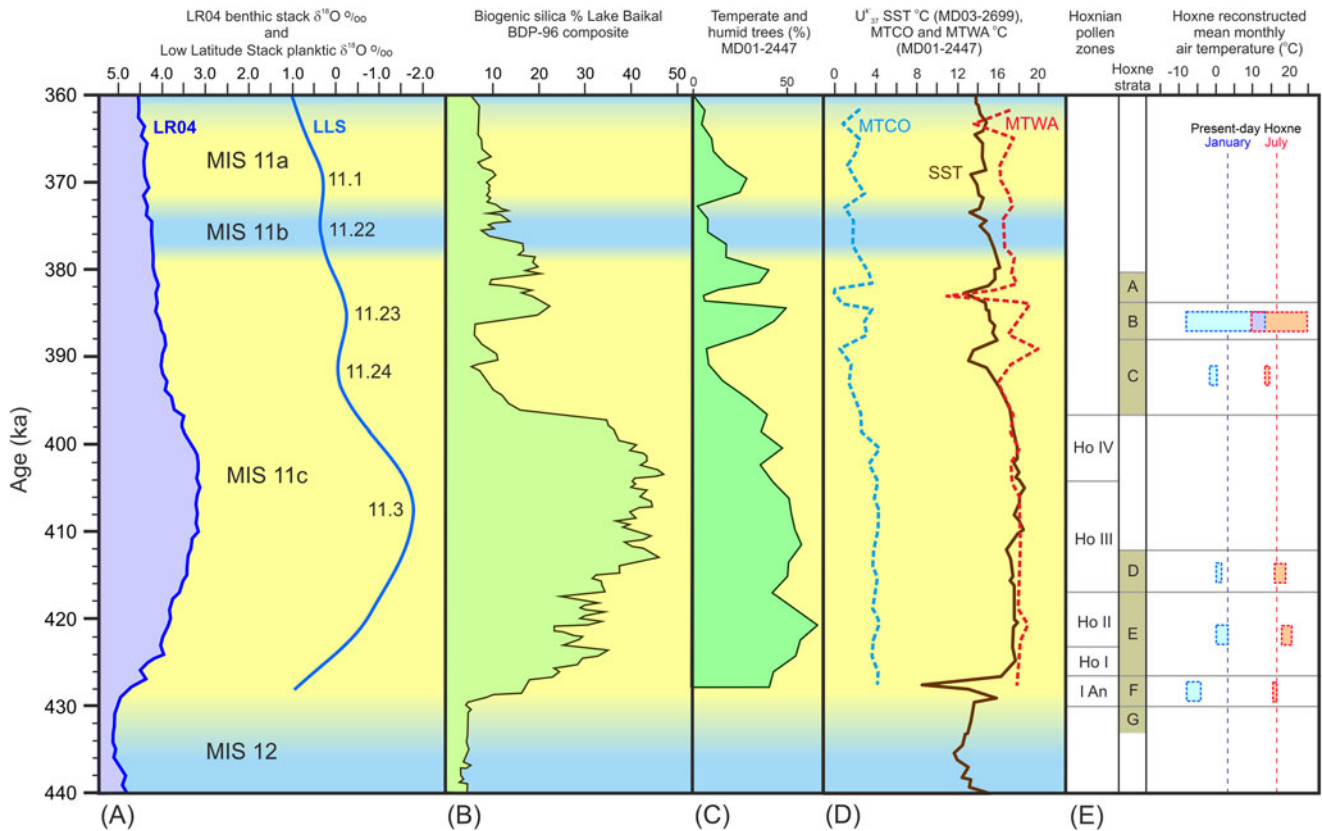 LR04 benthic stack δ¹⁸O ⁰/₀₀
and
Low Latitude Stack planktic δ¹⁸O ⁰/₀₀
5.0 4.0 3.0 2.0 1.0 0.0 -1.0 -2.0
Biogenic silica % Lake Baikal
BDP-96 composite
10 20 30 40 50
Temperate and
humid trees (%)
MD01-2447
0 50
Uᴷ'₃₇ SST °C (MD03-2699),
MTCO and MTWA °C
(MD01-2447)
0 4 8 12 16 20
Hoxnian
pollen
zones
Hoxne
strata
Hoxne reconstructed
mean monthly
air temperature (°C)
-10 0 10 20
Age (ka)
360
370
380
390
400
410
420
430
440
LR04
LLS
MIS 11a
11.1
MIS 11b
11.22
11.23
11.24
MIS 11c
11.3
MIS 12
MTCO
SST
MTWA
Ho IV
Ho III
Ho II
Ho I
I An
A
B
C
D
E
F
G
Present-day Hoxne
January July
(A) (B) (C) (D) (E)